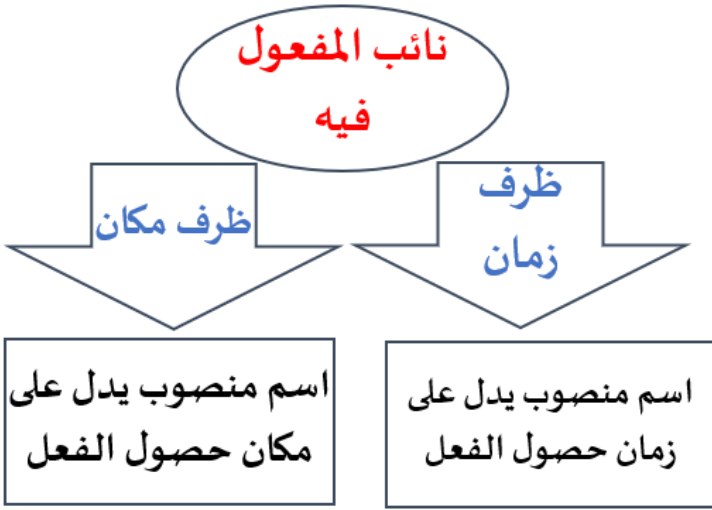 نائب المفعول
فيه
ظرف
زمان
ظرف مكان
اسم منصوب يدل على
زمان حصول الفعل
اسم منصوب يدل على
مكان حصول الفعل